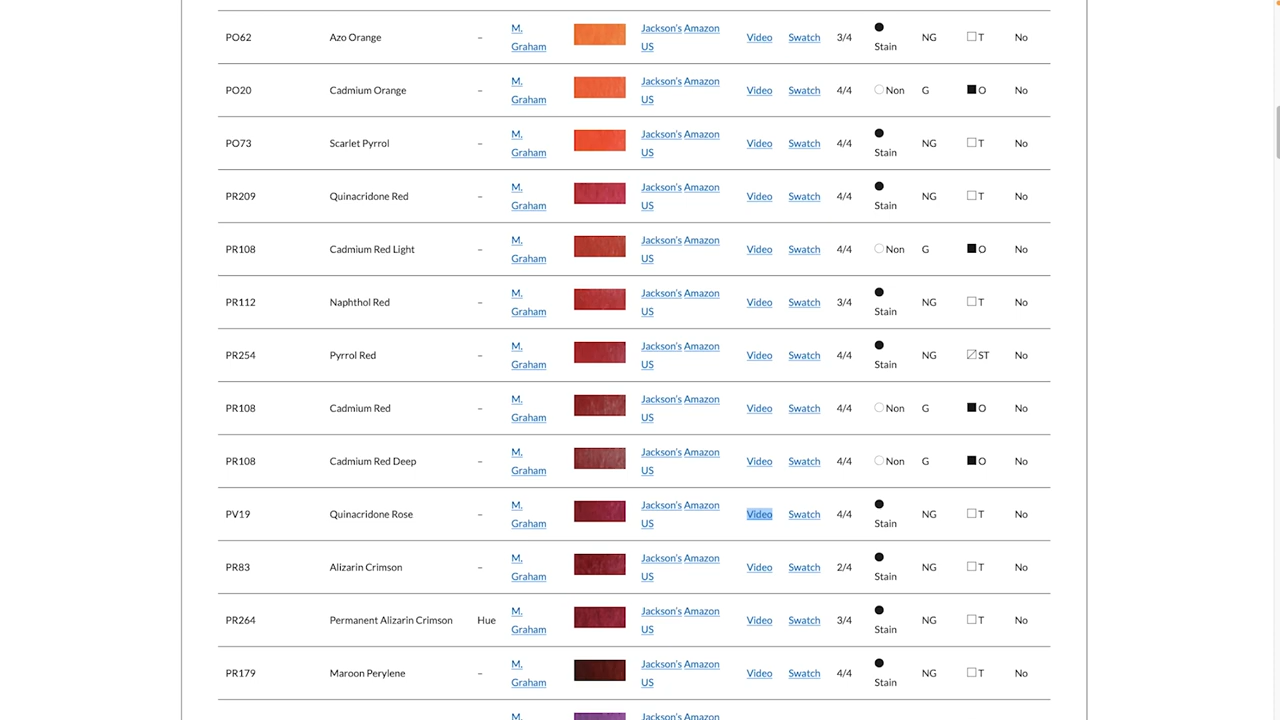 PO62 Azo Orange – M. Graham Jackson's Amazon US Video Swatch 3/4 Stain NG T No
PO20 Cadmium Orange – M. Graham Jackson's Amazon US Video Swatch 4/4 Non G O No
PO73 Scarlet Pyrrol – M. Graham Jackson's Amazon US Video Swatch 4/4 Stain NG T No
PR209 Quinacridone Red – M. Graham Jackson's Amazon US Video Swatch 4/4 Stain NG T No
PR108 Cadmium Red Light – M. Graham Jackson's Amazon US Video Swatch 4/4 Non G O No
PR112 Naphthol Red – M. Graham Jackson's Amazon US Video Swatch 3/4 Stain NG T No
PR254 Pyrrol Red – M. Graham Jackson's Amazon US Video Swatch 4/4 Stain NG ST No
PR108 Cadmium Red – M. Graham Jackson's Amazon US Video Swatch 4/4 Non G O No
PR108 Cadmium Red Deep – M. Graham Jackson's Amazon US Video Swatch 4/4 Non G O No
PV19 Quinacridone Rose – M. Graham Jackson's Amazon US Video Swatch 4/4 Stain NG T No
PR83 Alizarin Crimson – M. Graham Jackson's Amazon US Video Swatch 2/4 Stain NG T No
PR264 Permanent Alizarin Crimson Hue M. Graham Jackson's Amazon US Video Swatch 3/4 Stain NG T No
PR179 Maroon Perylene – M. Graham Jackson's Amazon US Video Swatch 4/4 Stain NG T No
M. Jackson's Amazon